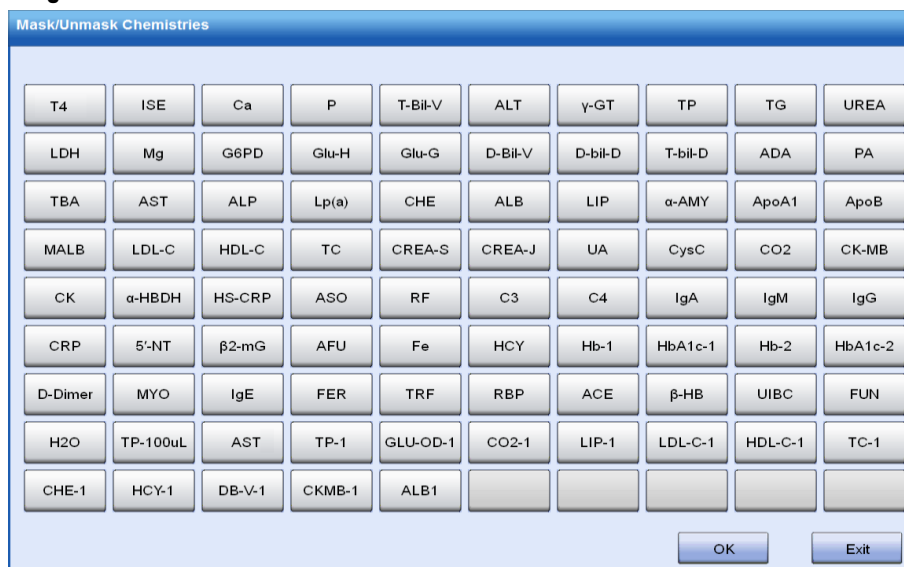 Mask/Unmask Chemistries
T4 ISE Ca P T-Bil-V ALT γ-GT TP TG UREA
LDH Mg G6PD Glu-H Glu-G D-Bil-V D-bil-D T-bil-D ADA PA
TBA AST ALP Lp(a) CHE ALB LIP α-AMY ApoA1 ApoB
MALB LDL-C HDL-C TC CREA-S CREA-J UA CysC CO2 CK-MB
CK α-HBDH HS-CRP ASO RF C3 C4 IgA IgM IgG
CRP 5'-NT β2-mG AFU Fe HCY Hb-1 HbA1c-1 Hb-2 HbA1c-2
D-Dimer MYO IgE FER TRF RBP ACE β-HB UIBC FUN
H2O TP-100uL AST TP-1 GLU-OD-1 CO2-1 LIP-1 LDL-C-1 HDL-C-1 TC-1
CHE-1 HCY-1 DB-V-1 CKMB-1 ALB1
OK Exit